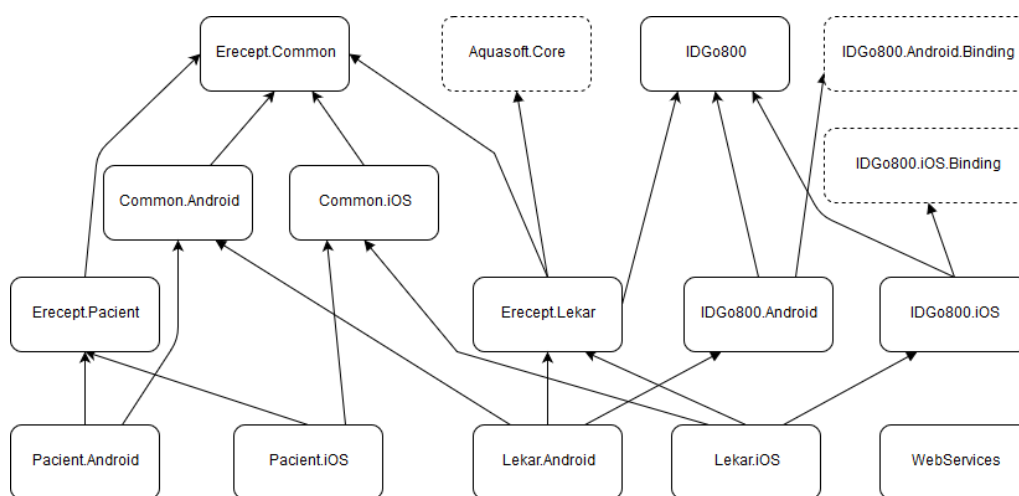 Erecept.Common
Aquasoft.Core
IDGo800
IDGo800.Android.Binding
IDGo800.iOS.Binding
Common.Android
Common.iOS
Erecept.Pacient
Erecept.Lekar
IDGo800.Android
IDGo800.iOS
Pacient.Android
Pacient.iOS
Lekar.Android
Lekar.iOS
WebServices